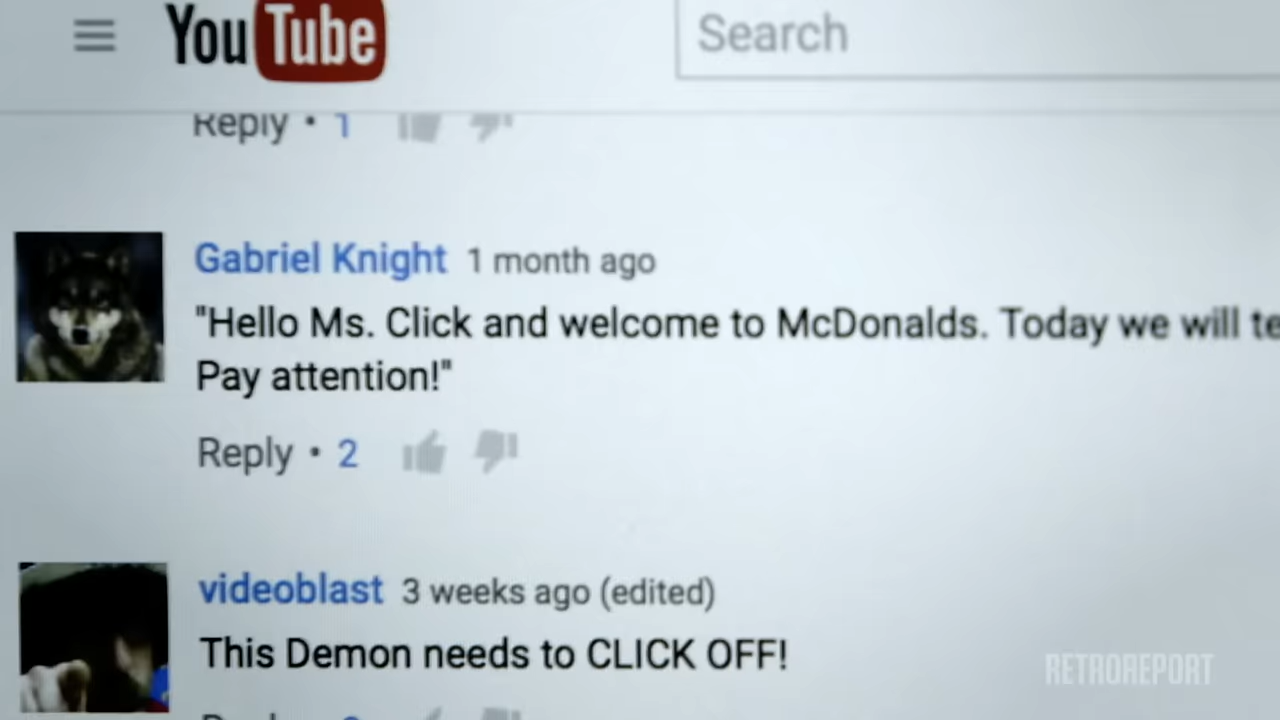 YouTube
Search
Reply • 1
Gabriel Knight 1 month ago
"Hello Ms. Click and welcome to McDonalds. Today we will te
Pay attention!"
Reply • 2
videoblast 3 weeks ago (edited)
This Demon needs to CLICK OFF!
RETROREPORT